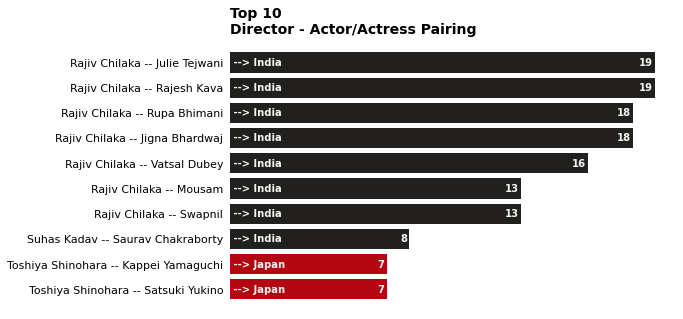 Top 10
Director - Actor/Actress Pairing
Rajiv Chilaka -- Julie Tejwani --> India 19
Rajiv Chilaka -- Rajesh Kava --> India 19
Rajiv Chilaka -- Rupa Bhimani --> India 18
Rajiv Chilaka -- Jigna Bhardwaj --> India 18
Rajiv Chilaka -- Vatsal Dubey --> India 16
Rajiv Chilaka -- Mousam --> India 13
Rajiv Chilaka -- Swapnil --> India 13
Suhas Kadav -- Saurav Chakraborty --> India 8
Toshiya Shinohara -- Kappei Yamaguchi --> Japan 7
Toshiya Shinohara -- Satsuki Yukino --> Japan 7